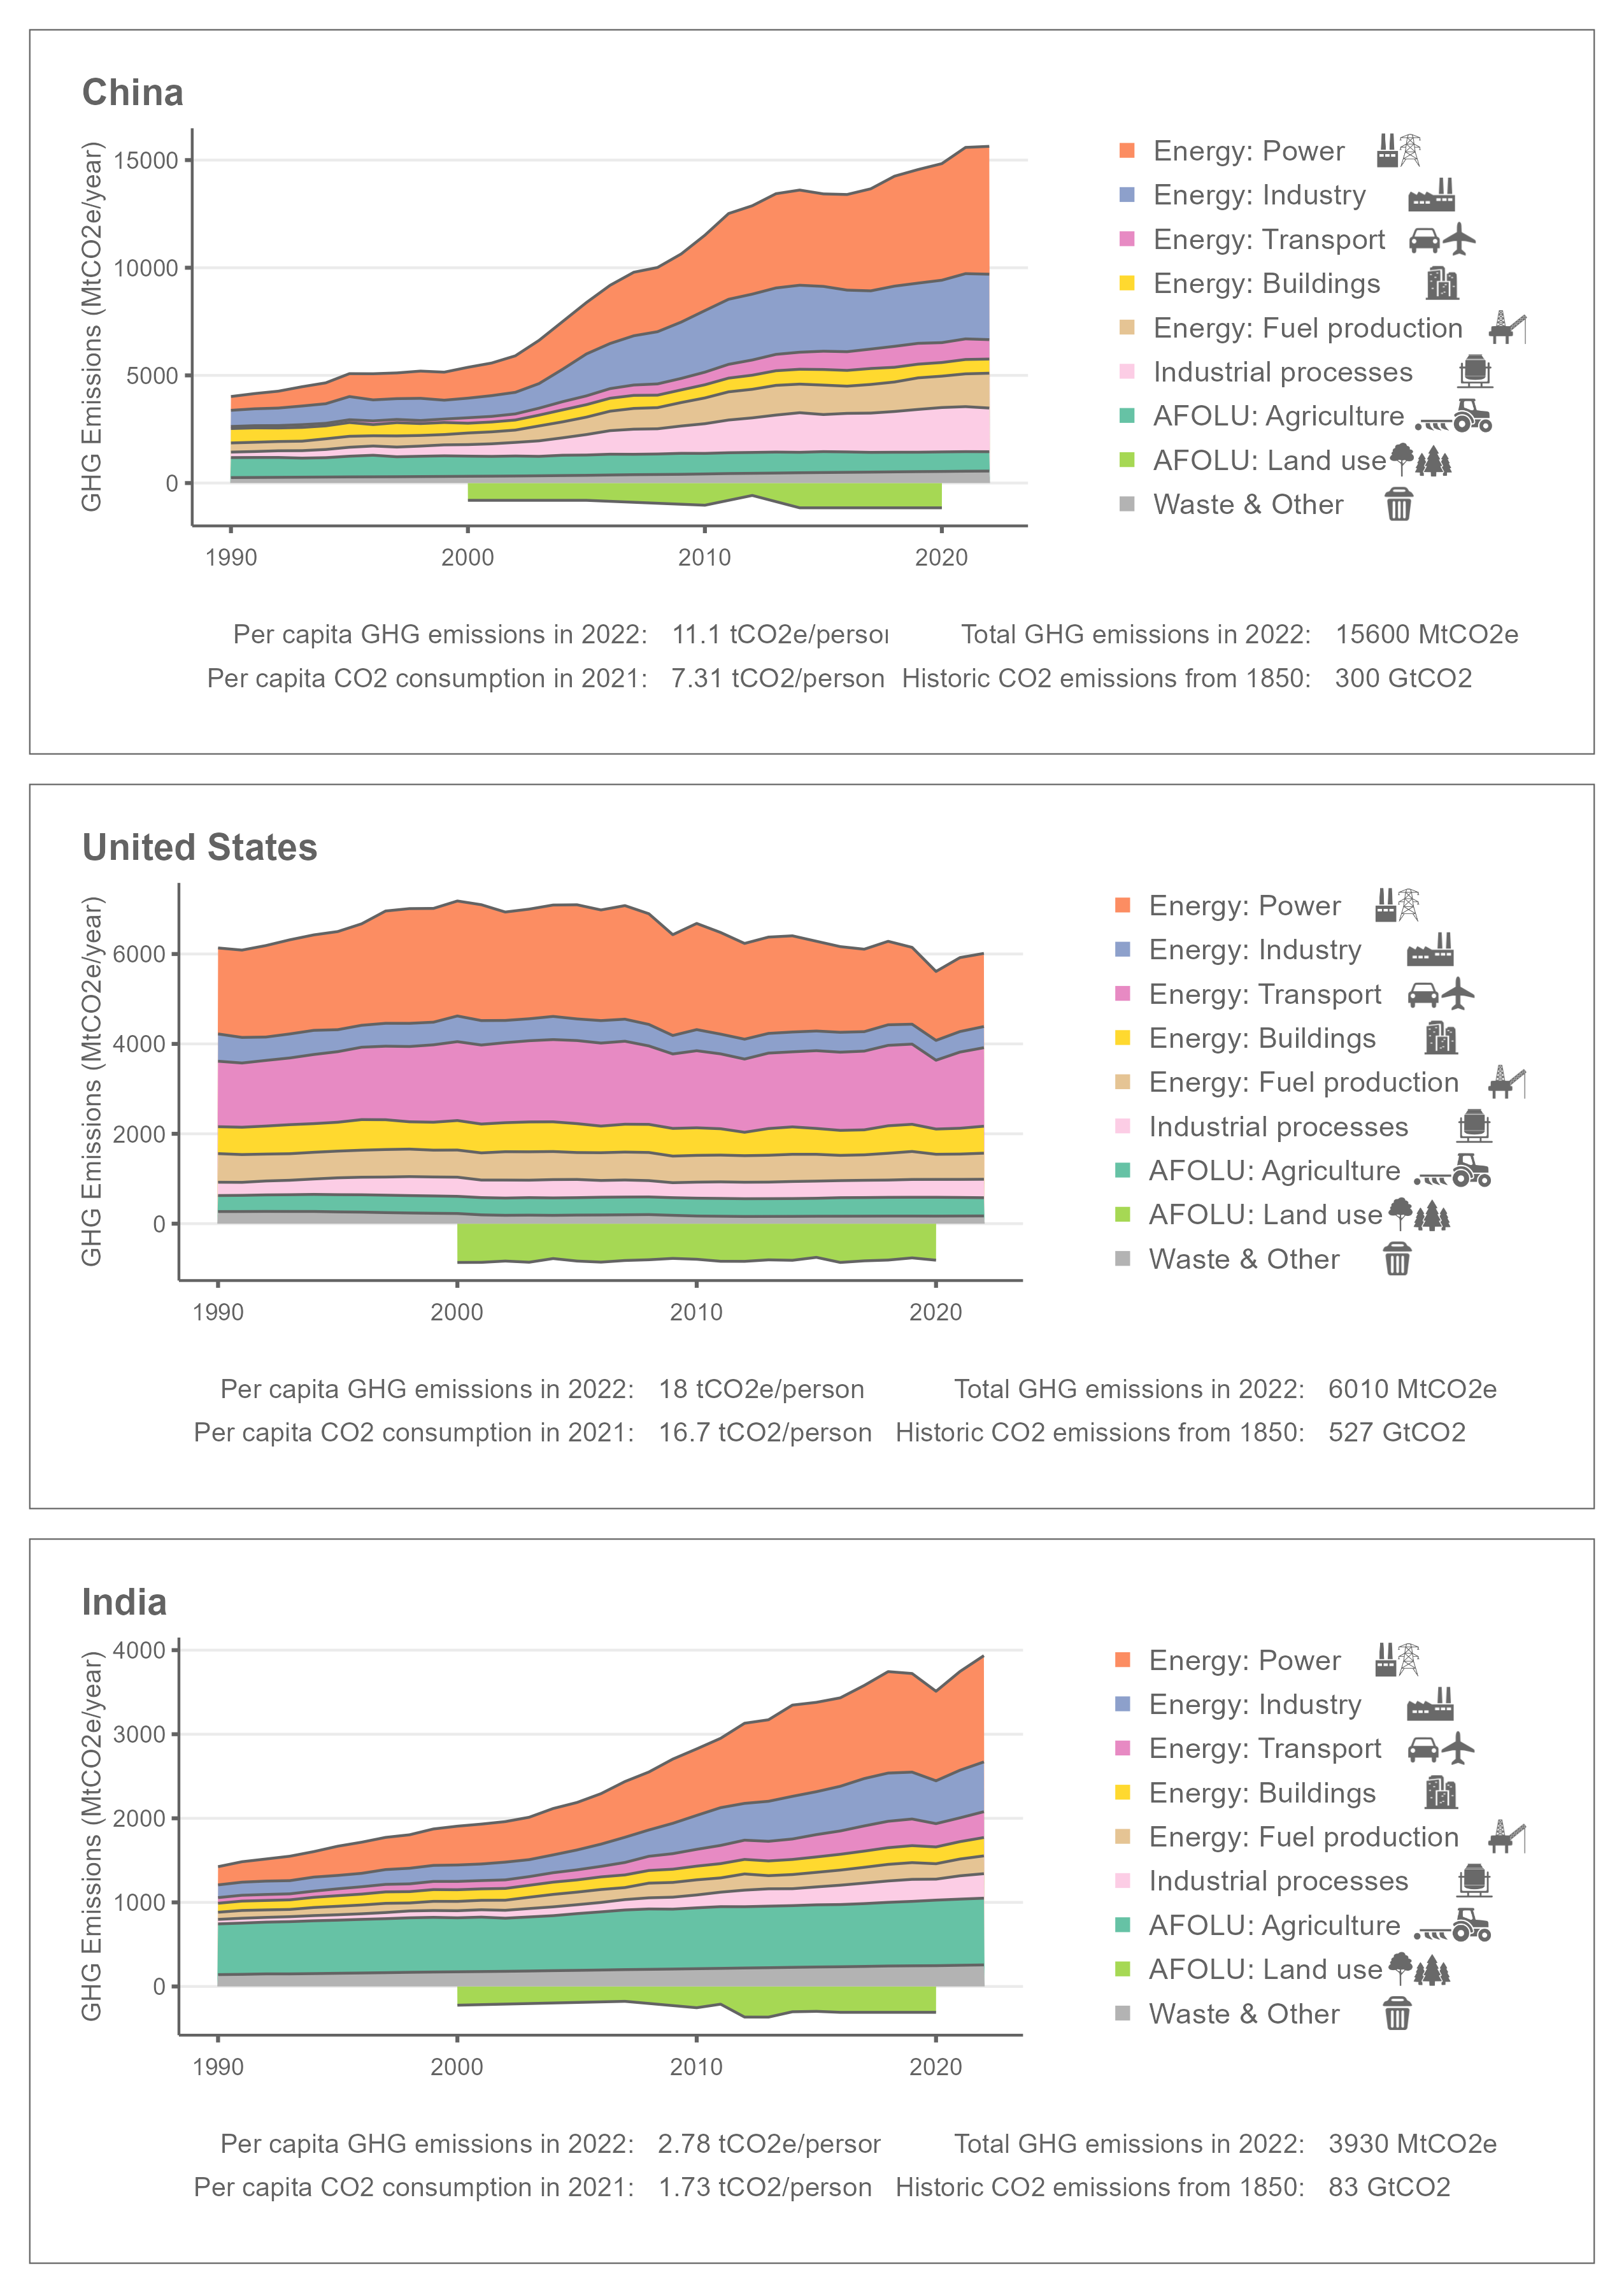 China
GHG Emissions (MtCO2e/year)
15000
10000
5000
0
1990 2000 2010 2020
Energy: Power
Energy: Industry
Energy: Transport
Energy: Buildings
Energy: Fuel production
Industrial processes
AFOLU: Agriculture
AFOLU: Land use
Waste & Other
Per capita GHG emissions in 2022: 11.1 tCO2e/person Total GHG emissions in 2022: 15600 MtCO2e
Per capita CO2 consumption in 2021: 7.31 tCO2/person Historic CO2 emissions from 1850: 300 GtCO2
United States
GHG Emissions (MtCO2e/year)
6000
4000
2000
0
1990 2000 2010 2020
Energy: Power
Energy: Industry
Energy: Transport
Energy: Buildings
Energy: Fuel production
Industrial processes
AFOLU: Agriculture
AFOLU: Land use
Waste & Other
Per capita GHG emissions in 2022: 18 tCO2e/person Total GHG emissions in 2022: 6010 MtCO2e
Per capita CO2 consumption in 2021: 16.7 tCO2/person Historic CO2 emissions from 1850: 527 GtCO2
India
GHG Emissions (MtCO2e/year)
4000
3000
2000
1000
0
1990 2000 2010 2020
Energy: Power
Energy: Industry
Energy: Transport
Energy: Buildings
Energy: Fuel production
Industrial processes
AFOLU: Agriculture
AFOLU: Land use
Waste & Other
Per capita GHG emissions in 2022: 2.78 tCO2e/person Total GHG emissions in 2022: 3930 MtCO2e
Per capita CO2 consumption in 2021: 1.73 tCO2/person Historic CO2 emissions from 1850: 83 GtCO2